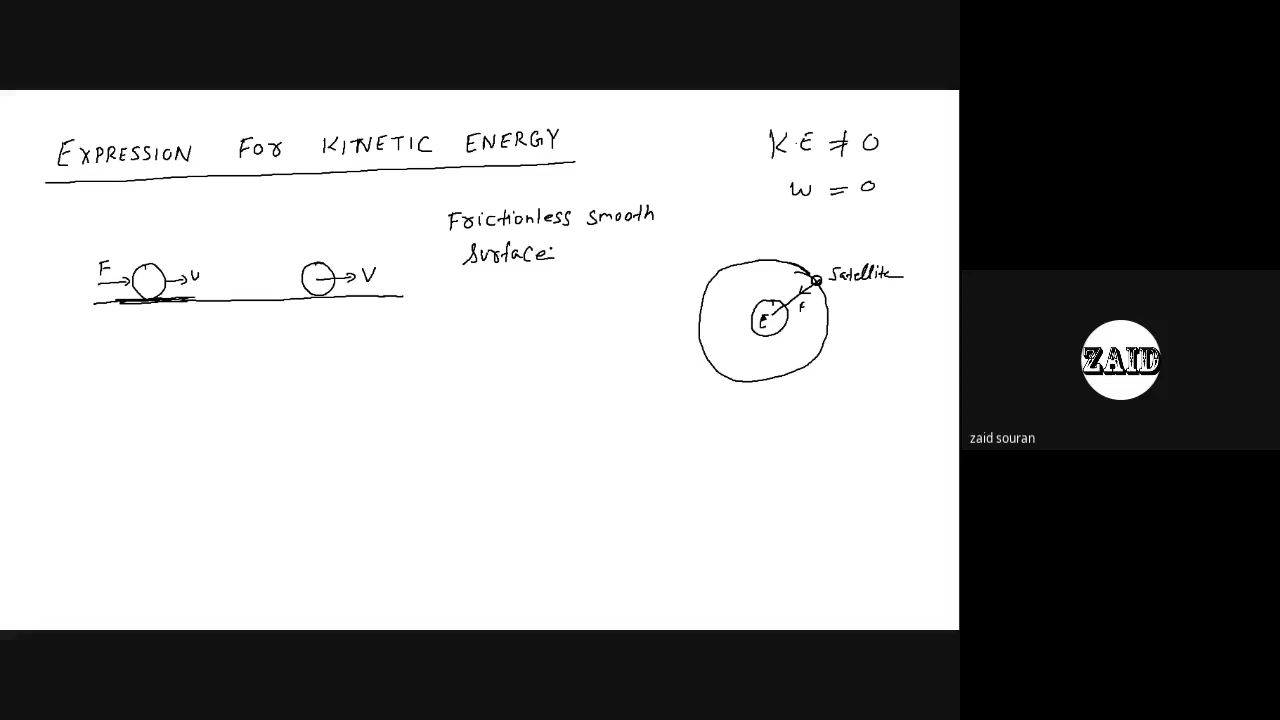 EXPRESSION FOR KINETIC ENERGY
K.E ≠ 0
W = 0
Frictionless smooth
surface:
F u V
Satellite
F
E
ZAID
zaid souran